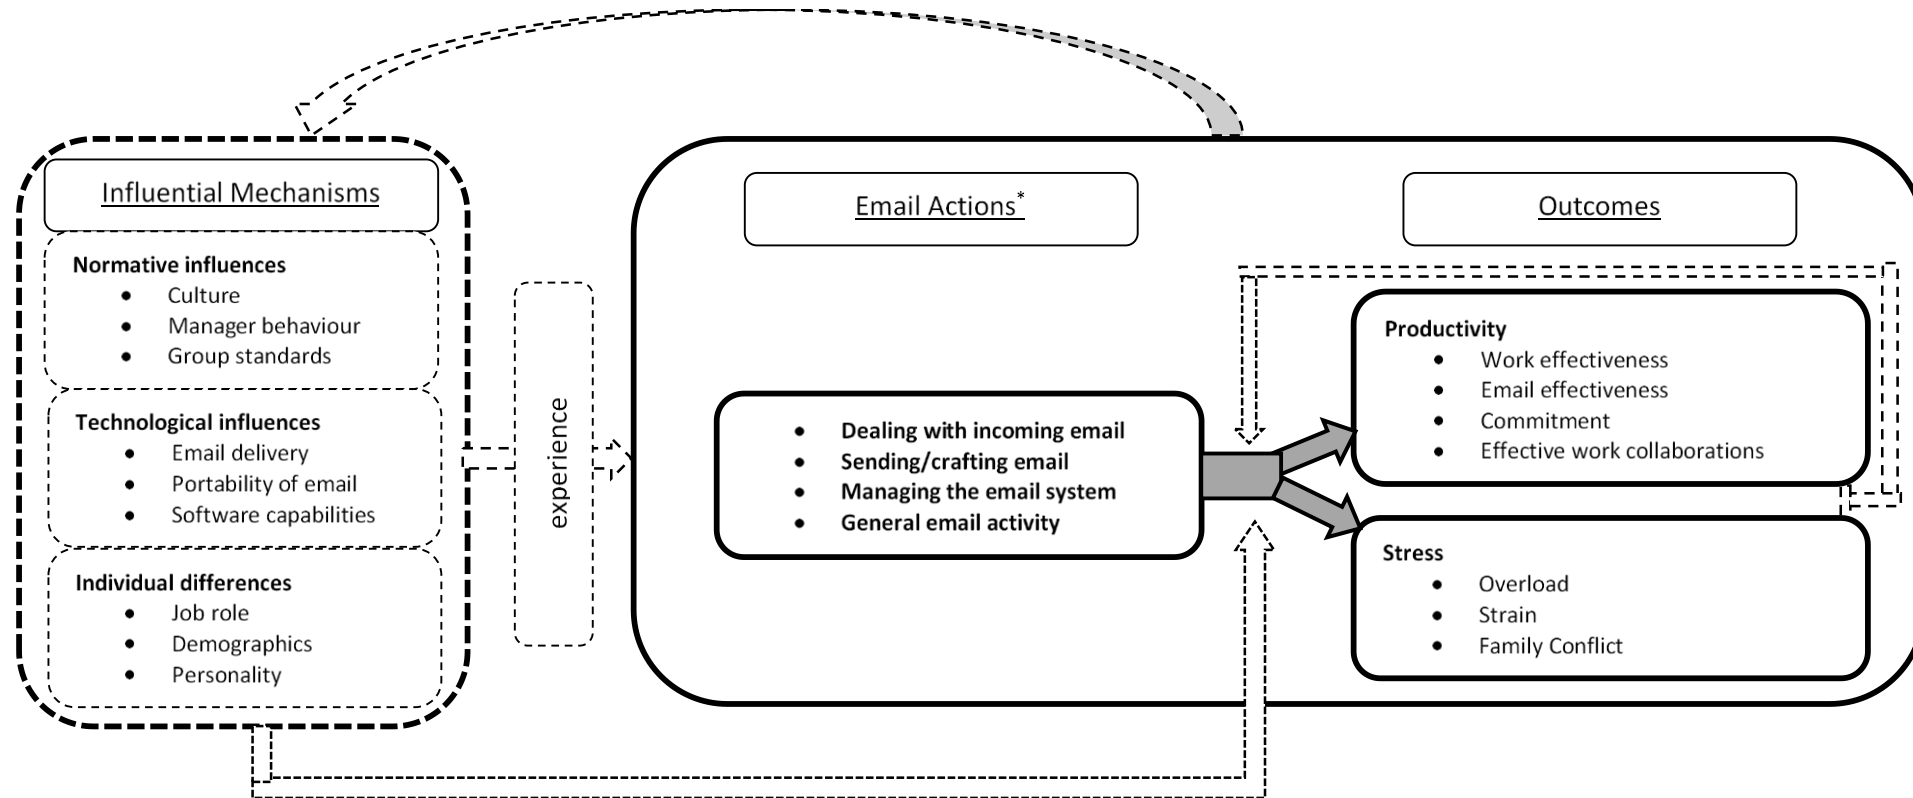 Influential Mechanisms
Normative influences
• Culture
• Manager behaviour
• Group standards
Technological influences
• Email delivery
• Portability of email
• Software capabilities
Individual differences
• Job role
• Demographics
• Personality
experience
Email Actions*
• Dealing with incoming email
• Sending/crafting email
• Managing the email system
• General email activity
Outcomes
Productivity
• Work effectiveness
• Email effectiveness
• Commitment
• Effective work collaborations
Stress
• Overload
• Strain
• Family Conflict